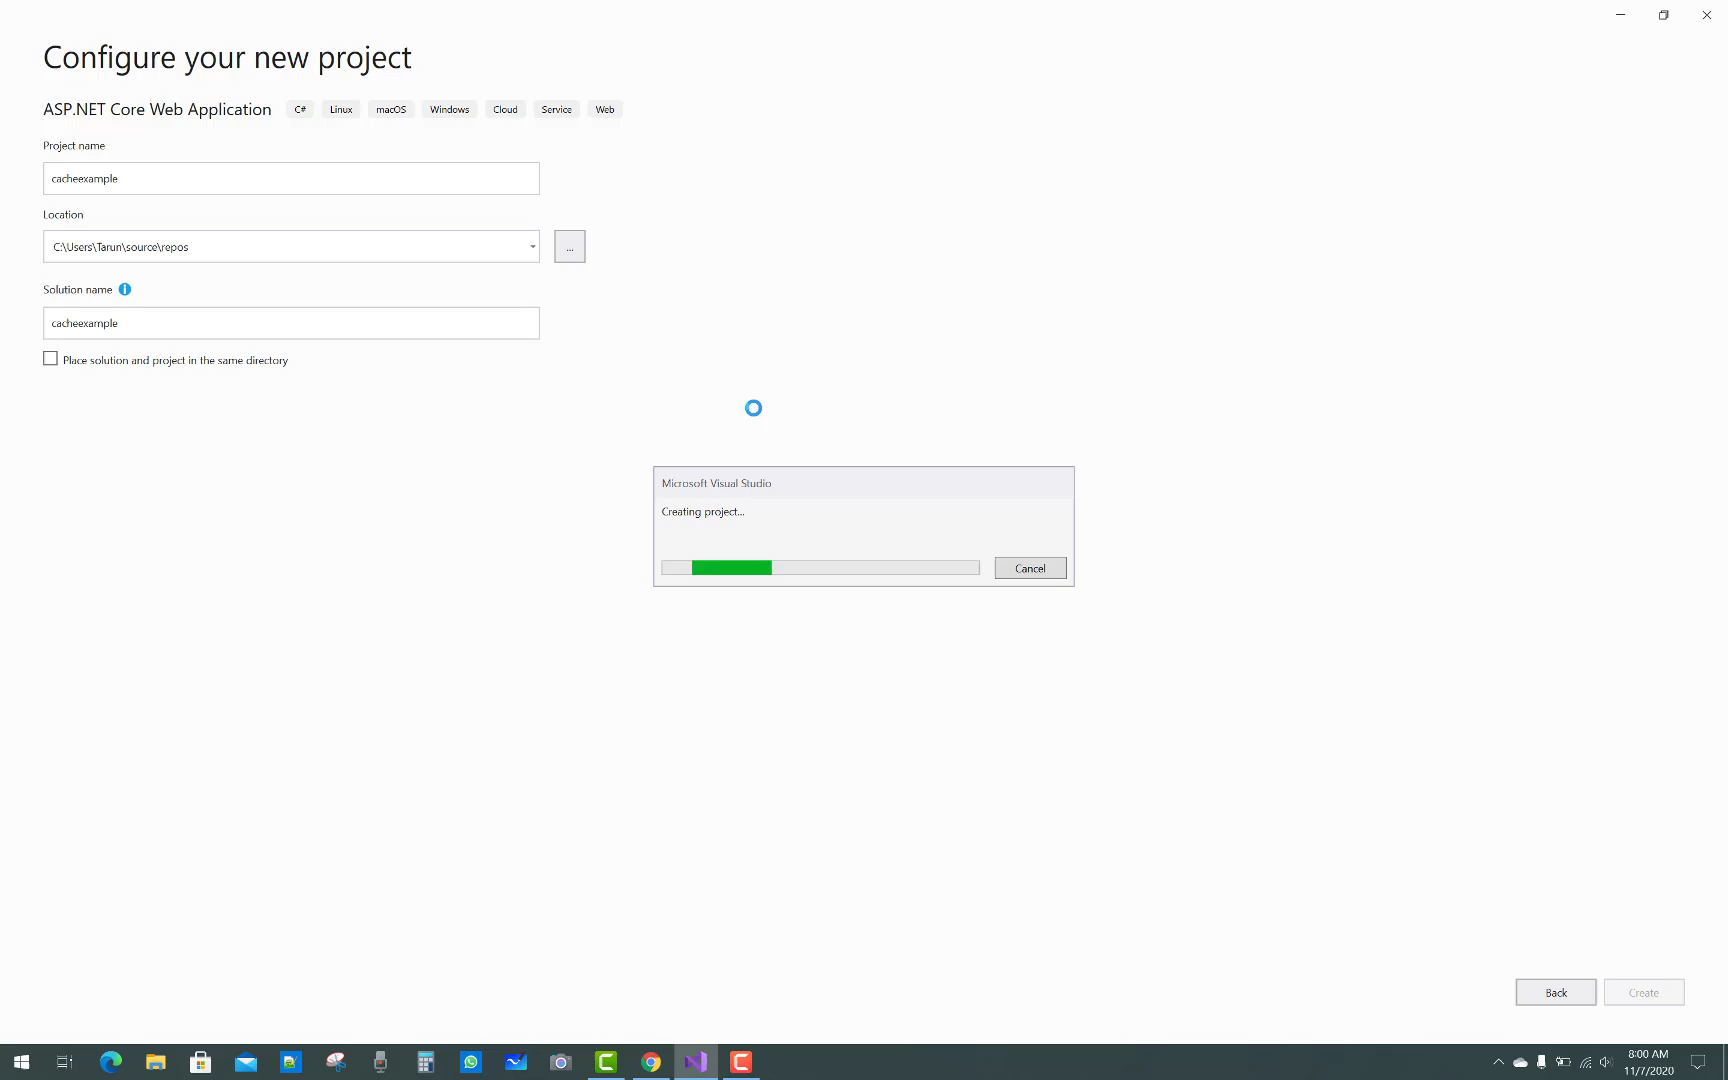 Configure your new project
ASP.NET Core Web Application C# Linux macOS Windows Cloud Service Web
Project name
cacheexample
Location
C:\Users\Tarun\source\repos
...
Solution name
cacheexample
Place solution and project in the same directory
Microsoft Visual Studio
Creating project...
Cancel
Back Create
8:00 AM
11/7/2020